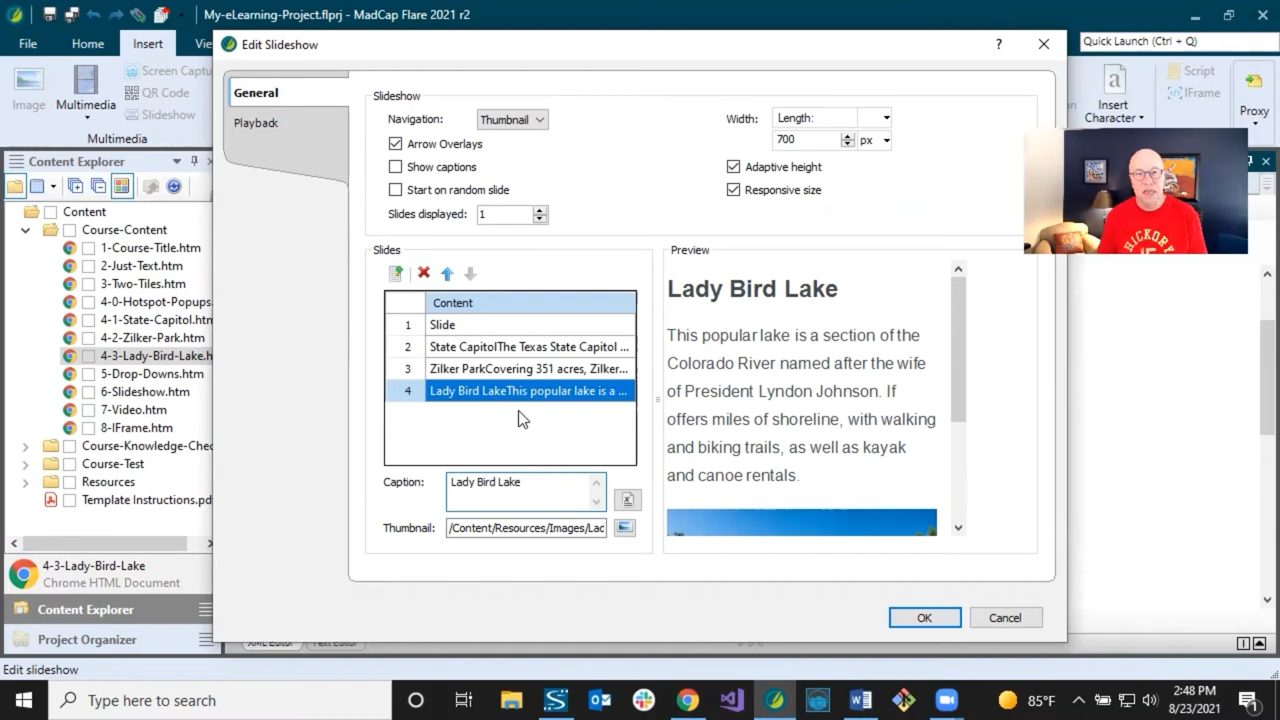 My-eLearning-Project.flprj - MadCap Flare 2021 r2
File
Home
Insert
Vie
Quick Launch (Ctrl + Q)
Image
Multimedia
Screen Captu
QR Code
Slideshow
Multimedia
Insert
Character
Script
IFrame
Proxy
Edit Slideshow
?
General
Playback
Slideshow
Navigation:
Thumbnail
Arrow Overlays
Show captions
Start on random slide
Slides displayed:
1
Width:
Length:
700
px
Adaptive height
Responsive size
Slides
Content
1
Slide
2
State CapitolThe Texas State Capitol ...
3
Zilker ParkCovering 351 acres, Zilker...
4
Lady Bird LakeThis popular lake is a ...
Caption:
Lady Bird Lake
Thumbnail:
/Content/Resources/Images/Lac
Preview
Lady Bird Lake
This popular lake is a section of the
Colorado River named after the wife
of President Lyndon Johnson. If
offers miles of shoreline, with walking
and biking trails, as well as kayak
and canoe rentals.
OK
Cancel
HICKORY
Content Explorer
Content
Course-Content
1-Course-Title.htm
2-Just-Text.htm
3-Two-Tiles.htm
4-0-Hotspot-Popups.
4-1-State-Capitol.htm
4-2-Zilker-Park.htm
4-3-Lady-Bird-Lake.h
5-Drop-Downs.htm
6-Slideshow.htm
7-Video.htm
8-IFrame.htm
Course-Knowledge-Chec
Course-Test
Resources
Template Instructions.pd
4-3-Lady-Bird-Lake
Chrome HTML Document
Content Explorer
Project Organizer
XML Editor
Text Editor
Edit slideshow
Type here to search
85°F
2:48 PM
8/23/2021
1